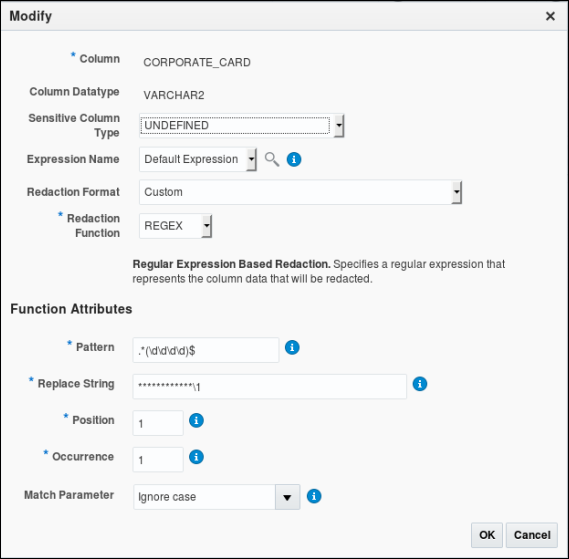 Modify
* Column CORPORATE_CARD
Column Datatype VARCHAR2
Sensitive Column
Type
UNDEFINED
Expression Name Default Expression
Redaction Format Custom
* Redaction
Function
REGEX
Regular Expression Based Redaction. Specifies a regular expression that
represents the column data that will be redacted.
Function Attributes
* Pattern .*(\d\d\d\d)$
* Replace String ************\1
* Position 1
* Occurrence 1
Match Parameter Ignore case
OK Cancel